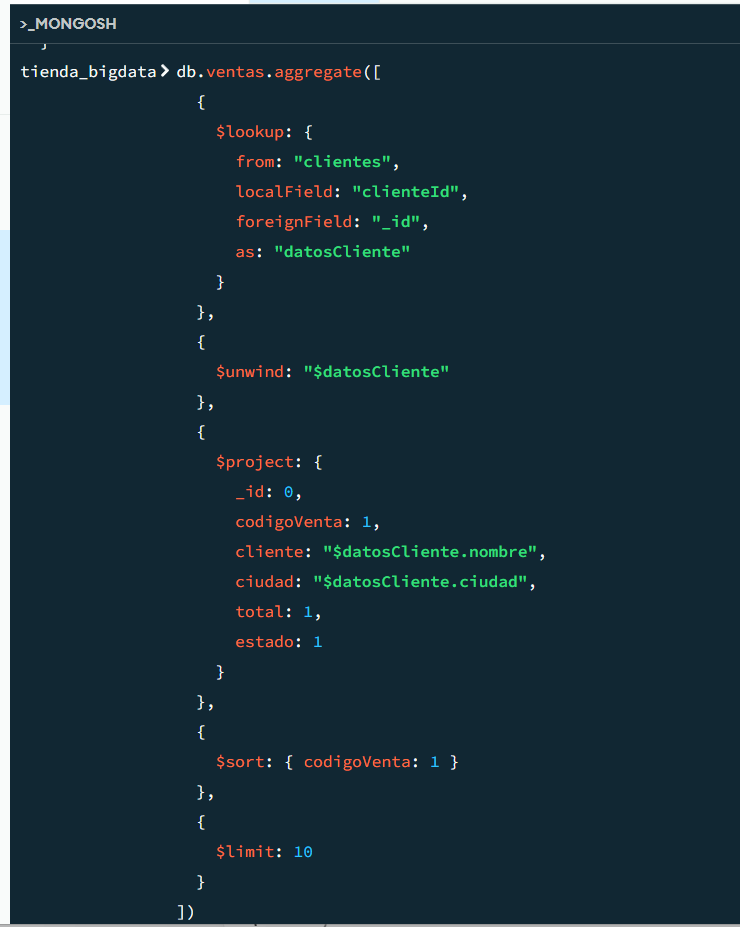 >_MONGOSH
}
tienda_bigdata> db.ventas.aggregate([
{
$lookup: {
from: "clientes",
localField: "clienteId",
foreignField: "_id",
as: "datosCliente"
}
},
{
$unwind: "$datosCliente"
},
{
$project: {
_id: 0,
codigoVenta: 1,
cliente: "$datosCliente.nombre",
ciudad: "$datosCliente.ciudad",
total: 1,
estado: 1
}
},
{
$sort: { codigoVenta: 1 }
},
{
$limit: 10
}
])